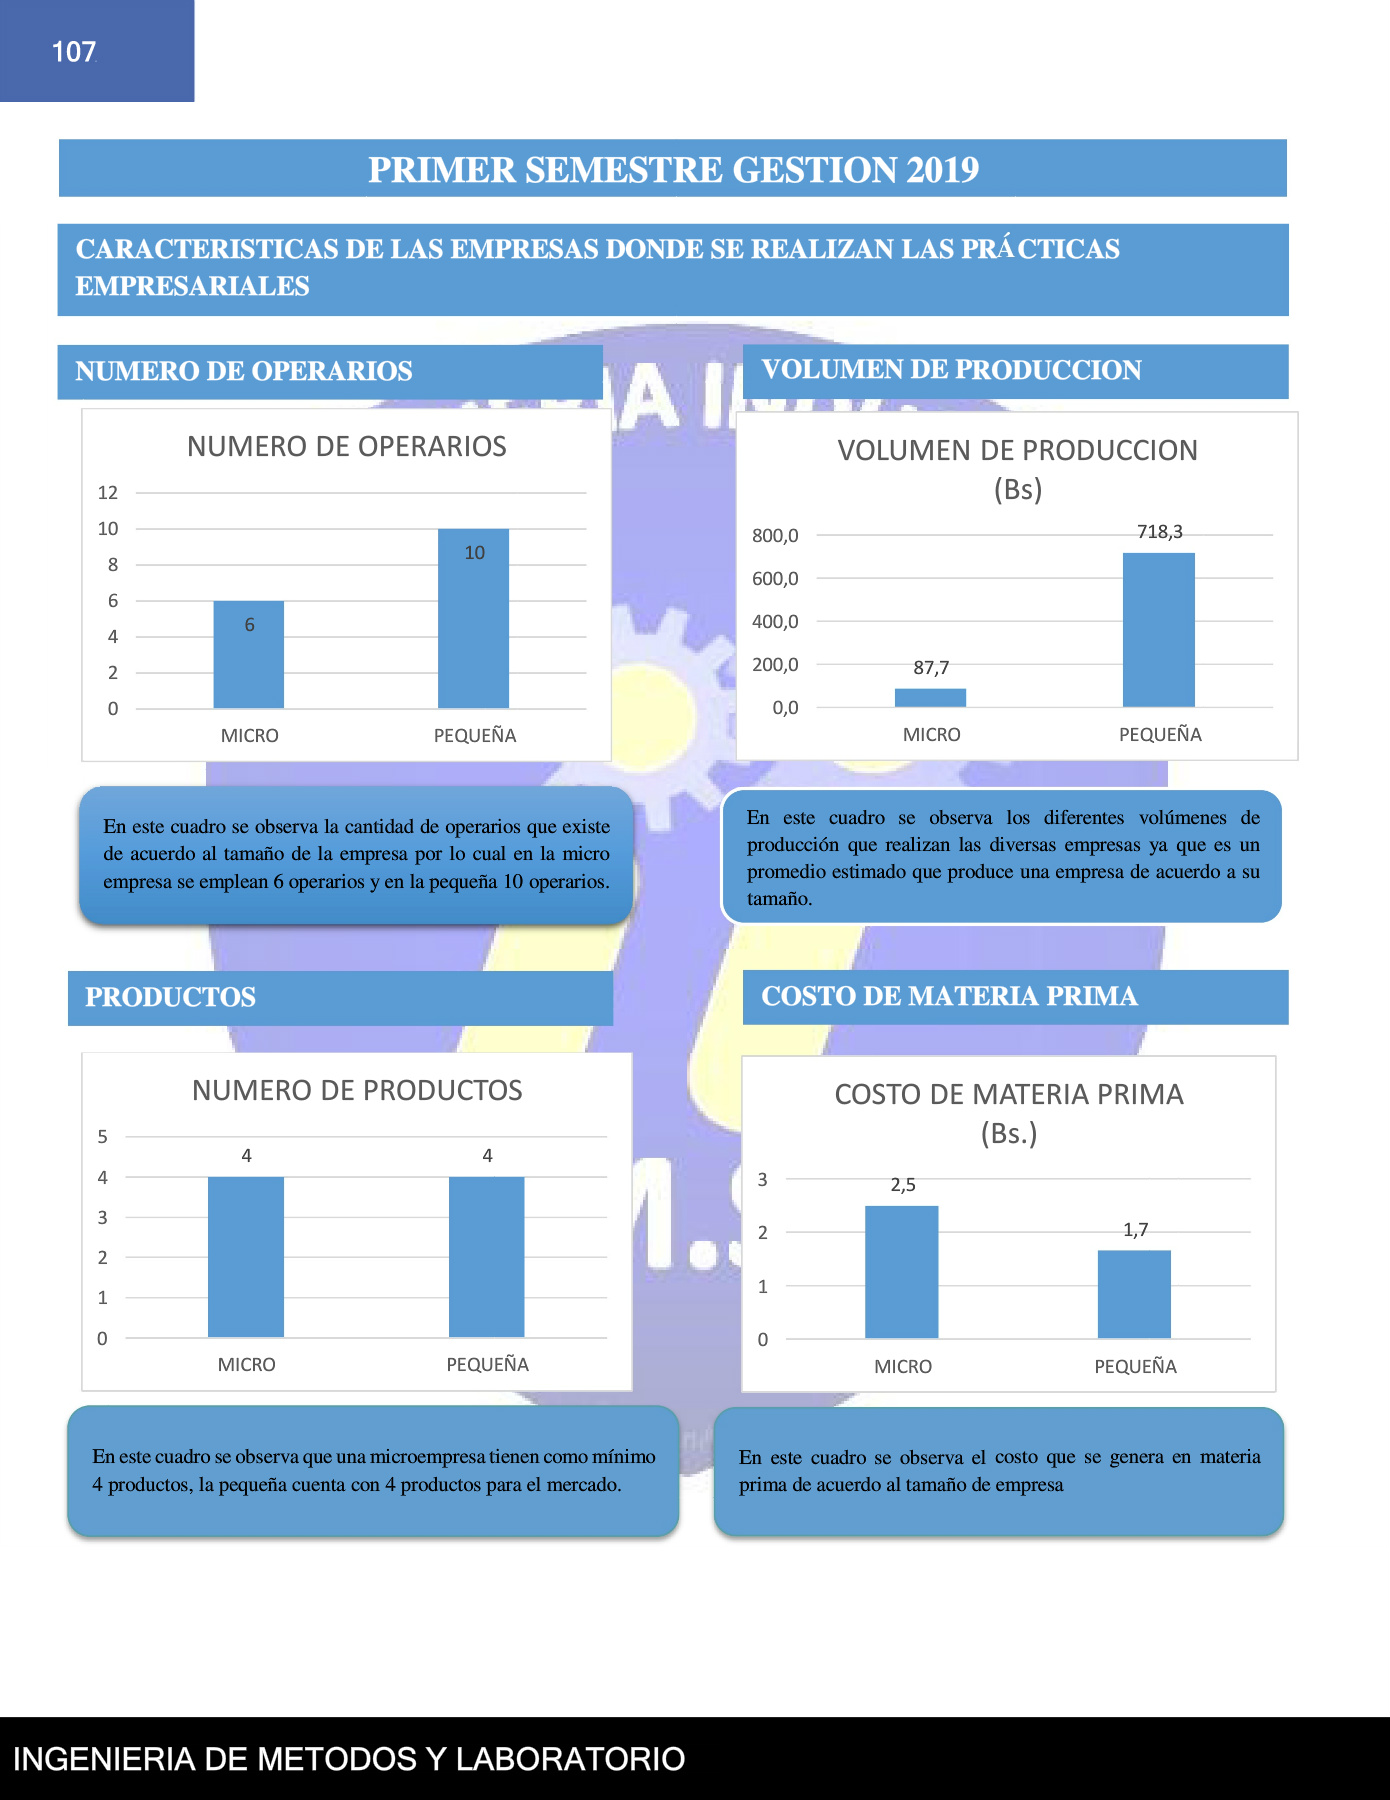 107
PRIMER SEMESTRE GESTION 2019
CARACTERISTICAS DE LAS EMPRESAS DONDE SE REALIZAN LAS PRÁCTICAS
EMPRESARIALES
NUMERO DE OPERARIOS
NUMERO DE OPERARIOS
12
10
8
6
4
2
0
6
10
MICRO PEQUEÑA
En este cuadro se observa la cantidad de operarios que existe
de acuerdo al tamaño de la empresa por lo cual en la micro
empresa se emplean 6 operarios y en la pequeña 10 operarios.
VOLUMEN DE PRODUCCION
VOLUMEN DE PRODUCCION
(Bs)
800,0
600,0
400,0
200,0
0,0
87,7
718,3
MICRO PEQUEÑA
En este cuadro se observa los diferentes volúmenes de
producción que realizan las diversas empresas ya que es un
promedio estimado que produce una empresa de acuerdo a su
tamaño.
PRODUCTOS
NUMERO DE PRODUCTOS
5
4
3
2
1
0
4
4
MICRO PEQUEÑA
En este cuadro se observa que una microempresa tienen como mínimo
4 productos, la pequeña cuenta con 4 productos para el mercado.
COSTO DE MATERIA PRIMA
COSTO DE MATERIA PRIMA
(Bs.)
3
2
1
0
2,5
1,7
MICRO PEQUEÑA
En este cuadro se observa el costo que se genera en materia
prima de acuerdo al tamaño de empresa
INGENIERIA DE METODOS Y LABORATORIO